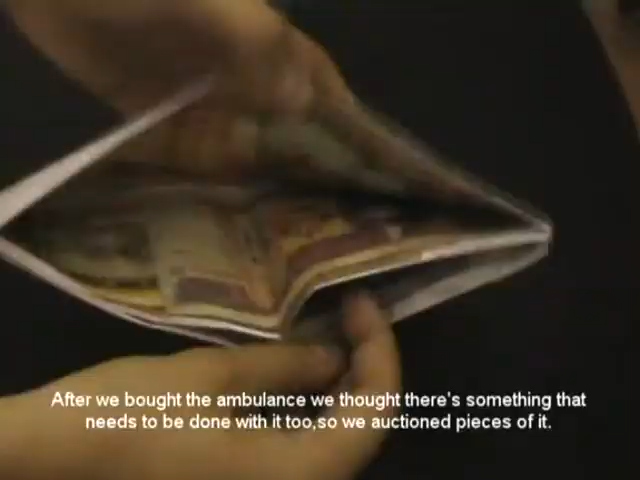 After we bought the ambulance we thought there's something that
needs to be done with it too,so we auctioned pieces of it.